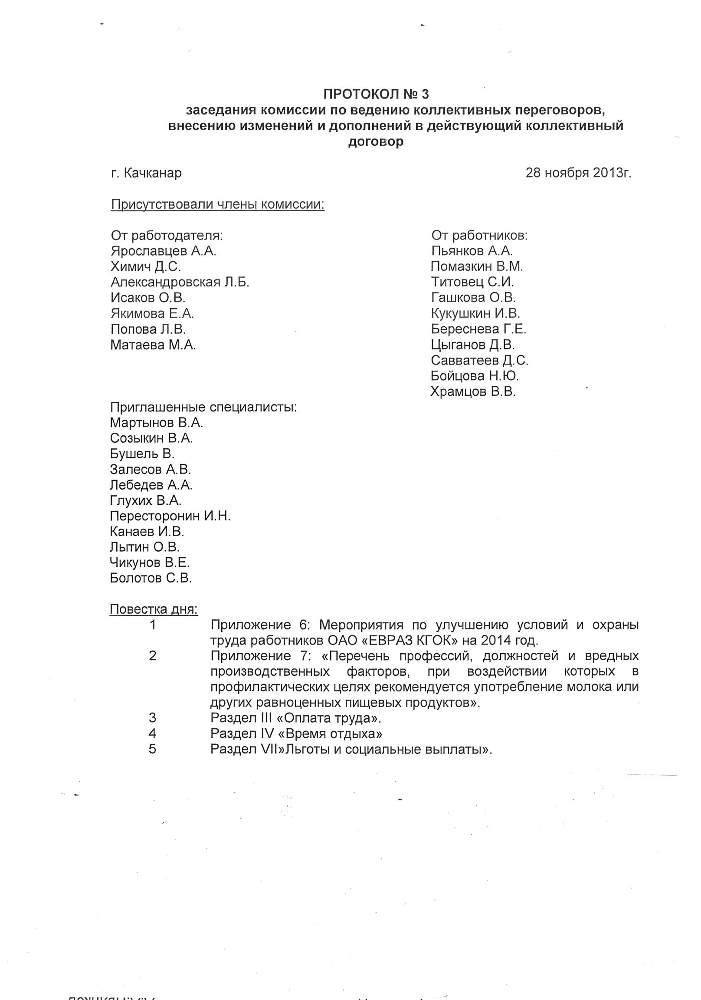 ПРОТОКОЛ № 3
заседания комиссии по ведению коллективных переговоров,
внесению изменений и дополнений в действующий коллективный
договор
г. Качканар 28 ноября 2013г.
Присутствовали члены комиссии:
От работодателя: От работников:
Ярославцев А.А. Пьянков А.А.
Химич Д.С. Помазкин В.М.
Александровская Л.Б. Титовец С.И.
Исаков О.В. Гашкова О.В.
Якимова Е.А. Кукушкин И.В.
Попова Л.В. Береснева Г.Е.
Матаева М.А. Цыганов Д.В.
Савватеев Д.С.
Бойцова Н.Ю.
Храмцов В.В.
Приглашенные специалисты:
Мартынов В.А.
Созыкин В.А.
Бушель В.
Залесов А.В.
Лебедев А.А.
Глухих В.А.
Пересторонин И.Н.
Канаев И.В.
Лытин О.В.
Чикунов В.Е.
Болотов С.В.
Повестка дня:
1 Приложение 6: Мероприятия по улучшению условий и охраны
труда работников ОАО «ЕВРАЗ КГОК» на 2014 год.
2 Приложение 7: «Перечень профессий, должностей и вредных
производственных факторов, при воздействии которых в
профилактических целях рекомендуется употребление молока или
других равноценных пищевых продуктов».
3 Раздел III «Оплата труда».
4 Раздел IV «Время отдыха»
5 Раздел VII»Льготы и социальные выплаты».